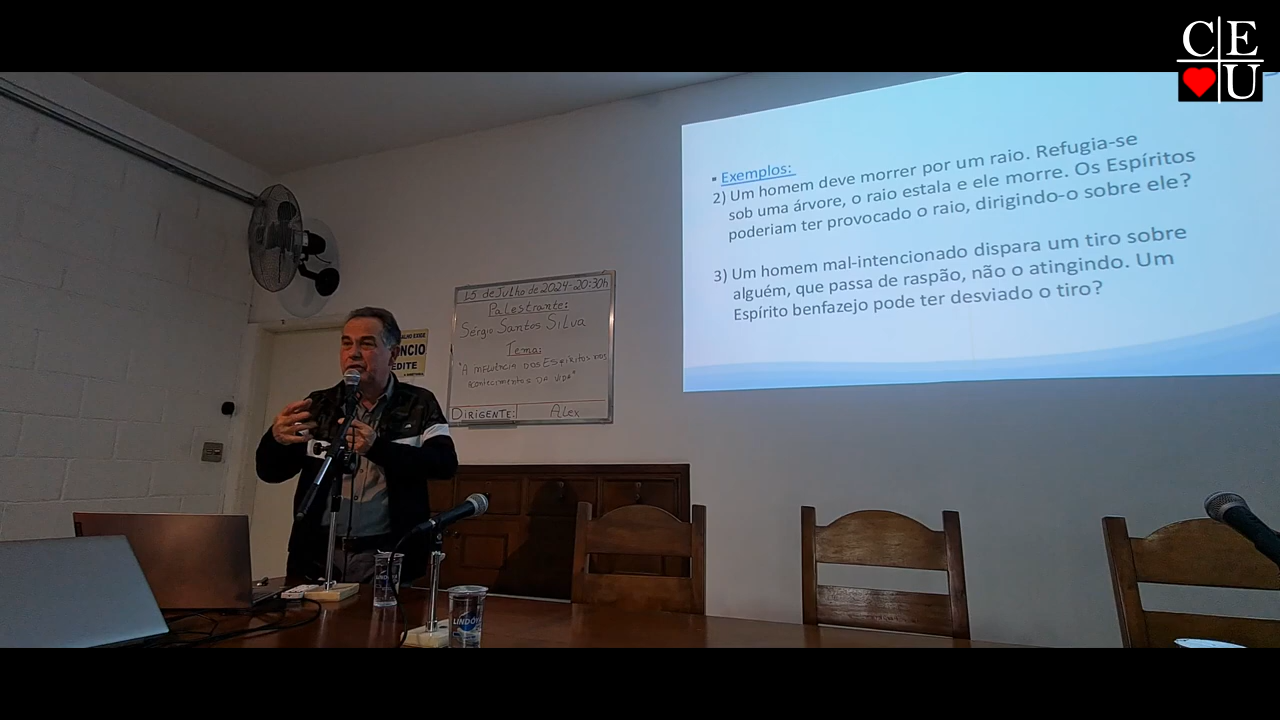 C E
U
Exemplos:
2) Um homem deve morrer por um raio. Refugia-se
sob uma árvore, o raio estala e ele morre. Os Espíritos
poderiam ter provocado o raio, dirigindo-o sobre ele?
3) Um homem mal-intencionado dispara um tiro sobre
alguém, que passa de raspão, não o atingindo. Um
Espírito benfazejo pode ter desviado o tiro?
15 de Julho de 2024-20:30h
Palestrante:
Sérgio Santos Silva
Tema:
"A Influência dos Espíritos nos
acontecimentos da vida"
DIRIGENTE: Alex
EXIGE
NCIO
EDITE
LINDOYA